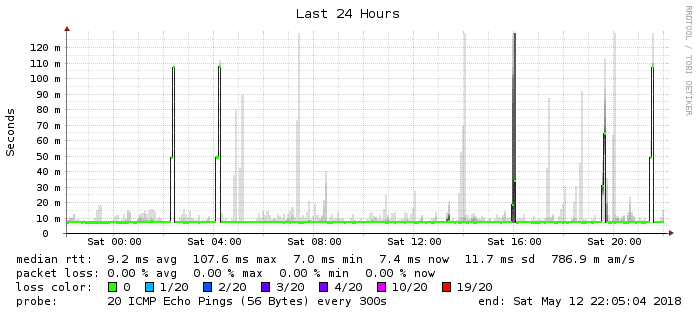 Last 24 Hours
RRDTOOL / TOBI OETIKER
Seconds
120 m
110 m
100 m
90 m
80 m
70 m
60 m
50 m
40 m
30 m
20 m
10 m
0
Sat 00:00 Sat 04:00 Sat 08:00 Sat 12:00 Sat 16:00 Sat 20:00
median rtt: 9.2 ms avg 107.6 ms max 7.0 ms min 7.4 ms now 11.7 ms sd 786.9 m am/s
packet loss: 0.00 % avg 0.00 % max 0.00 % min 0.00 % now
loss color: 0 1/20 2/20 3/20 4/20 10/20 19/20
probe: 20 ICMP Echo Pings (56 Bytes) every 300s end: Sat May 12 22:05:04 2018